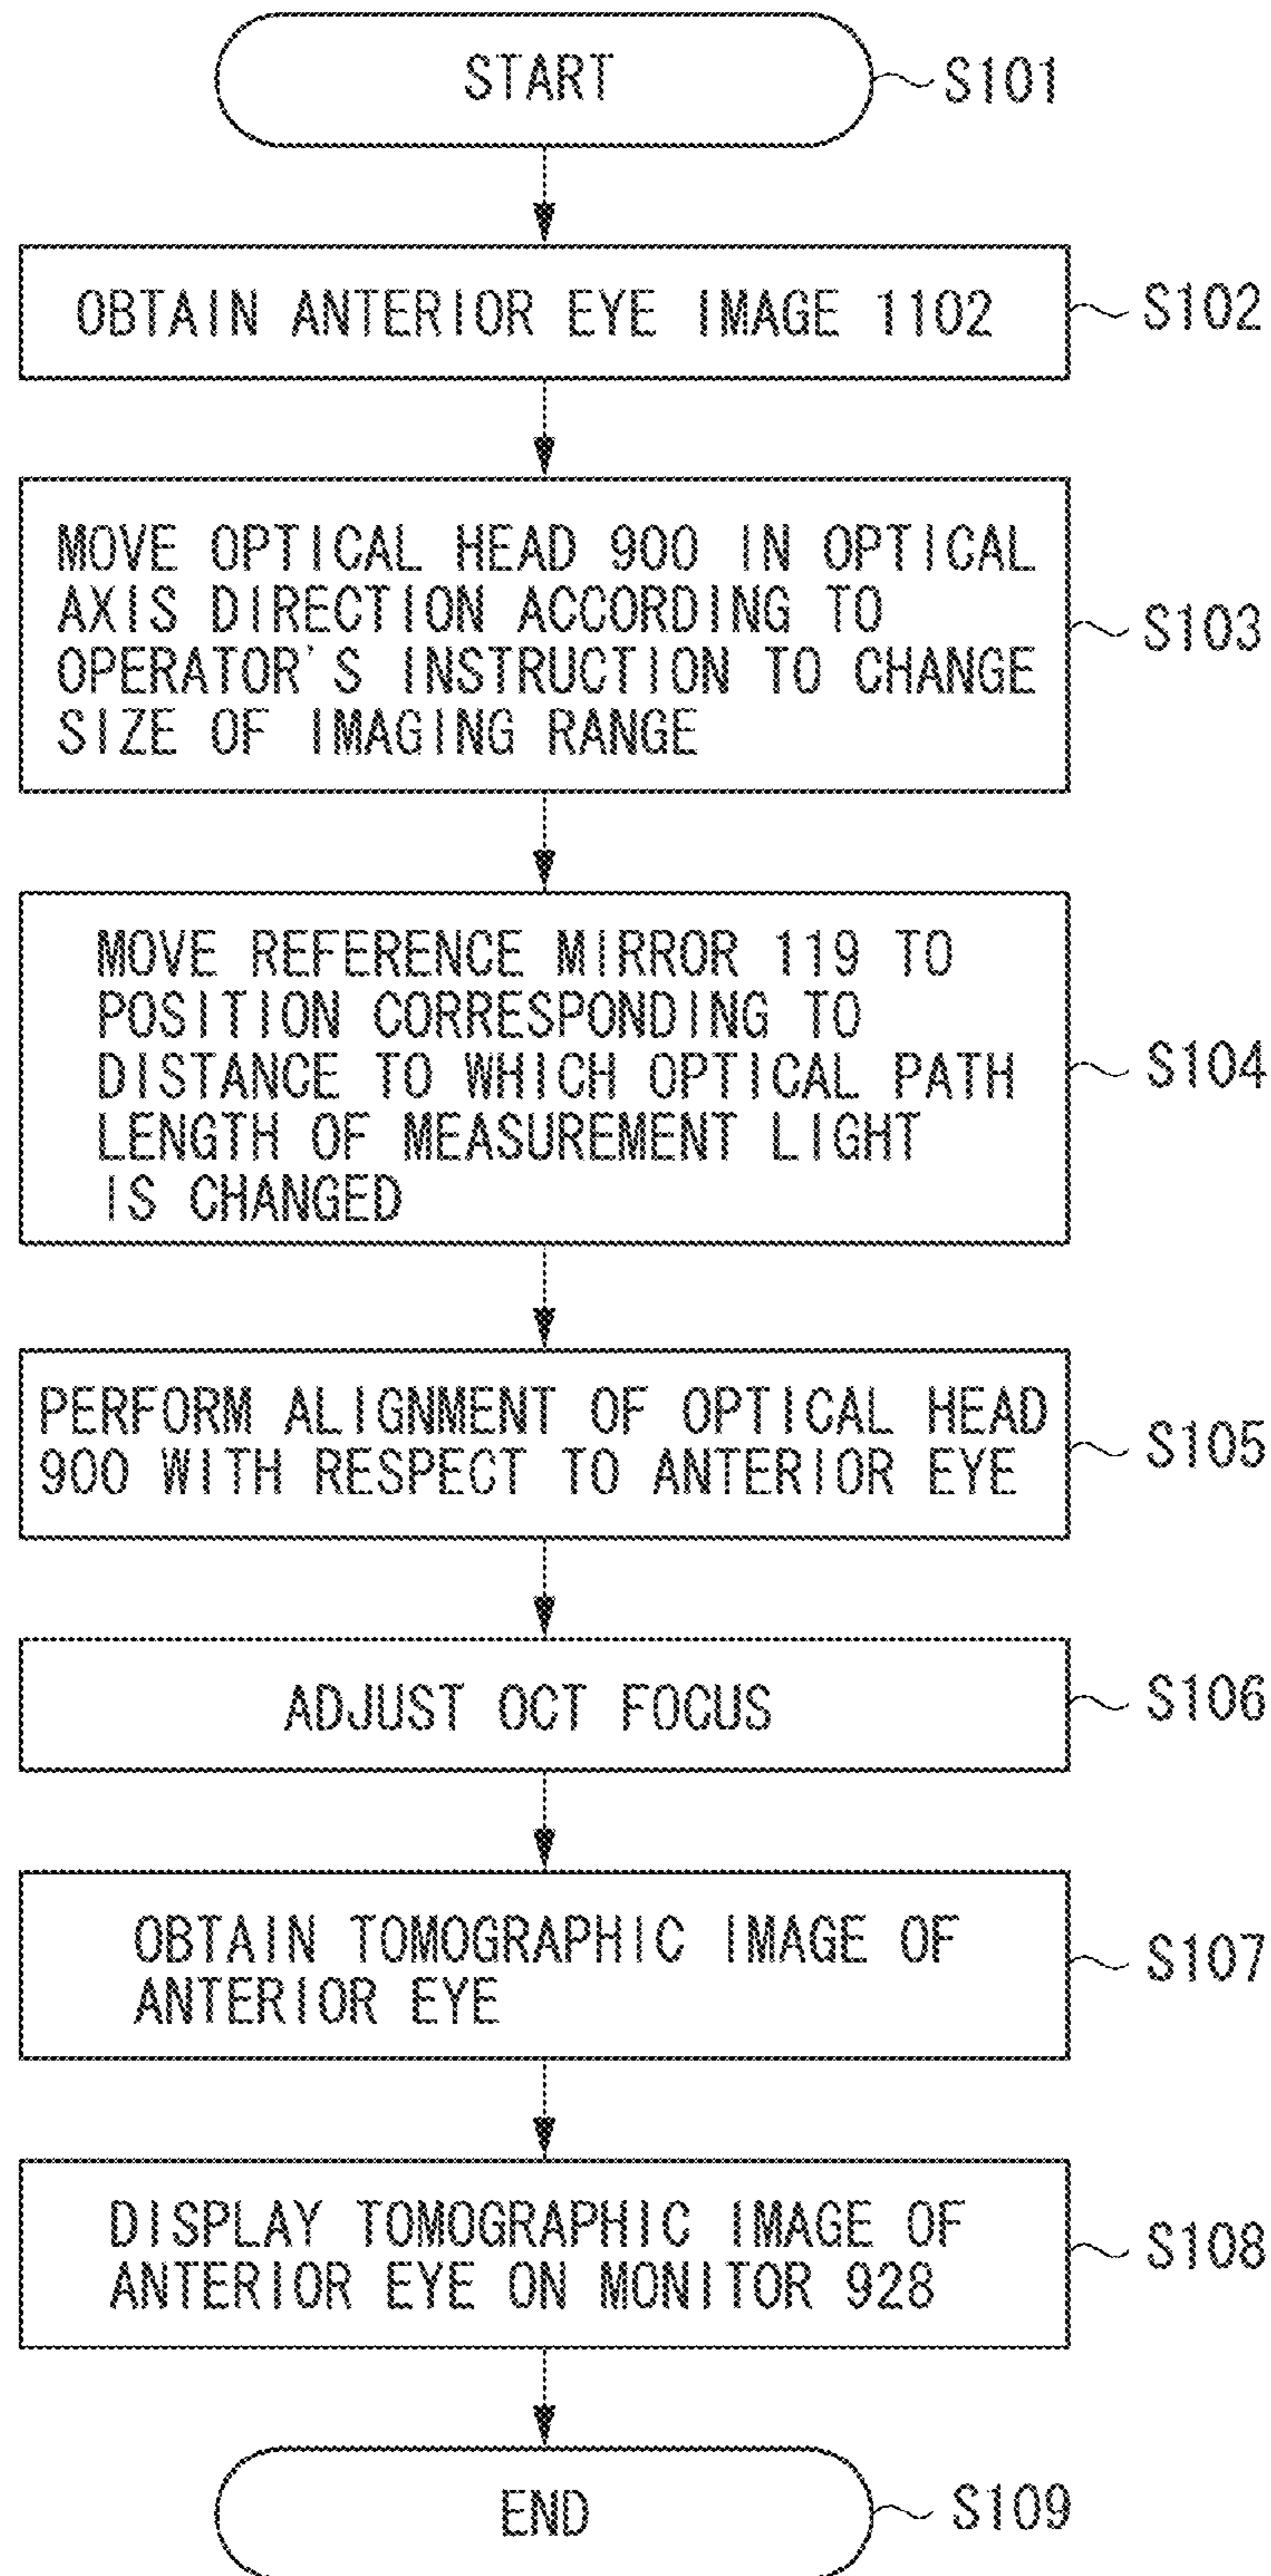 START
S101
OBTAIN ANTERIOR EYE IMAGE 1102
S102
MOVE OPTICAL HEAD 900 IN OPTICAL
AXIS DIRECTION ACCORDING TO
OPERATOR'S INSTRUCTION TO CHANGE
SIZE OF IMAGING RANGE
S103
MOVE REFERENCE MIRROR 119 TO
POSITION CORRESPONDING TO
DISTANCE TO WHICH OPTICAL PATH
LENGTH OF MEASUREMENT LIGHT
IS CHANGED
S104
PERFORM ALIGNMENT OF OPTICAL HEAD
900 WITH RESPECT TO ANTERIOR EYE
S105
ADJUST OCT FOCUS
S106
OBTAIN TOMOGRAPHIC IMAGE OF
ANTERIOR EYE
S107
DISPLAY TOMOGRAPHIC IMAGE OF
ANTERIOR EYE ON MONITOR 928
S108
END
S109